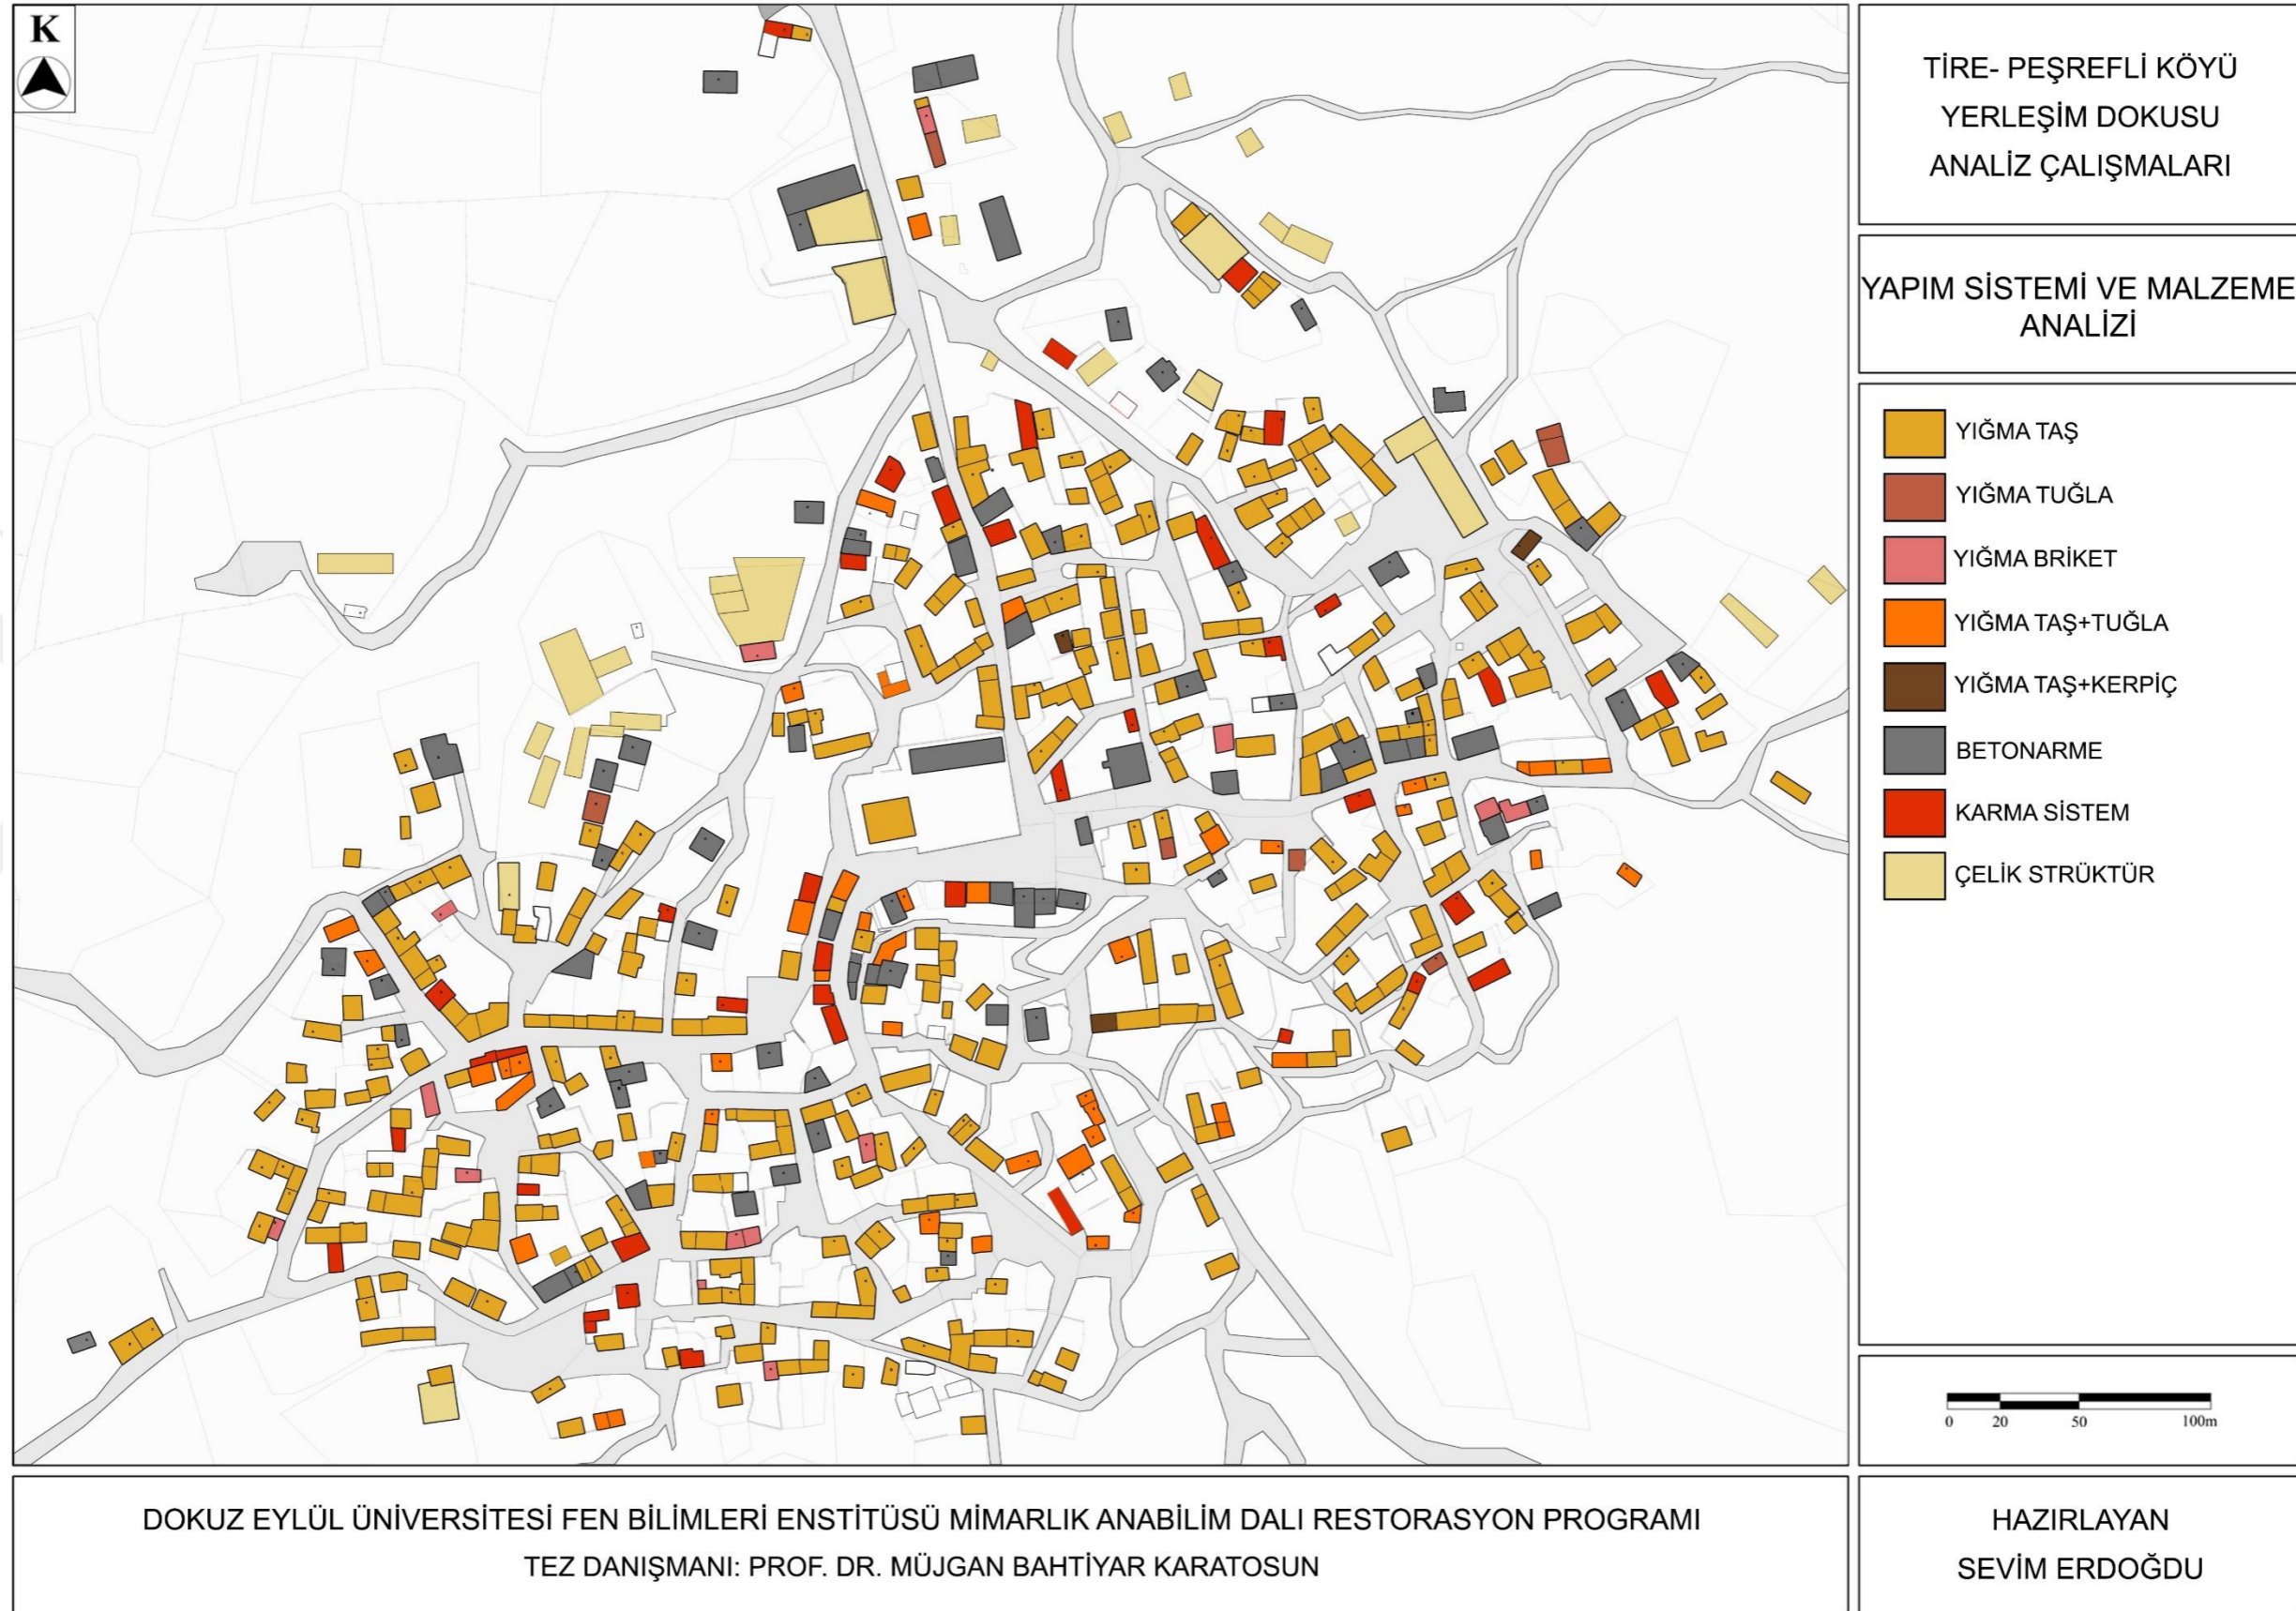 K
TİRE- PEŞREFLİ KÖYÜ
YERLEŞİM DOKUSU
ANALİZ ÇALIŞMALARI
YAPIM SİSTEMİ VE MALZEME
ANALİZİ
YIĞMA TAŞ
YIĞMA TUĞLA
YIĞMA BRİKET
YIĞMA TAŞ+TUĞLA
YIĞMA TAŞ+KERPİÇ
BETONARME
KARMA SİSTEM
ÇELİK STRÜKTÜR
0 20 50 100m
DOKUZ EYLÜL ÜNİVERSİTESİ FEN BİLİMLERİ ENSTİTÜSÜ MİMARLIK ANABİLİM DALI RESTORASYON PROGRAMI
TEZ DANIŞMANI: PROF. DR. MÜJGAN BAHTİYAR KARATOSUN
HAZIRLAYAN
SEVİM ERDOĞDU